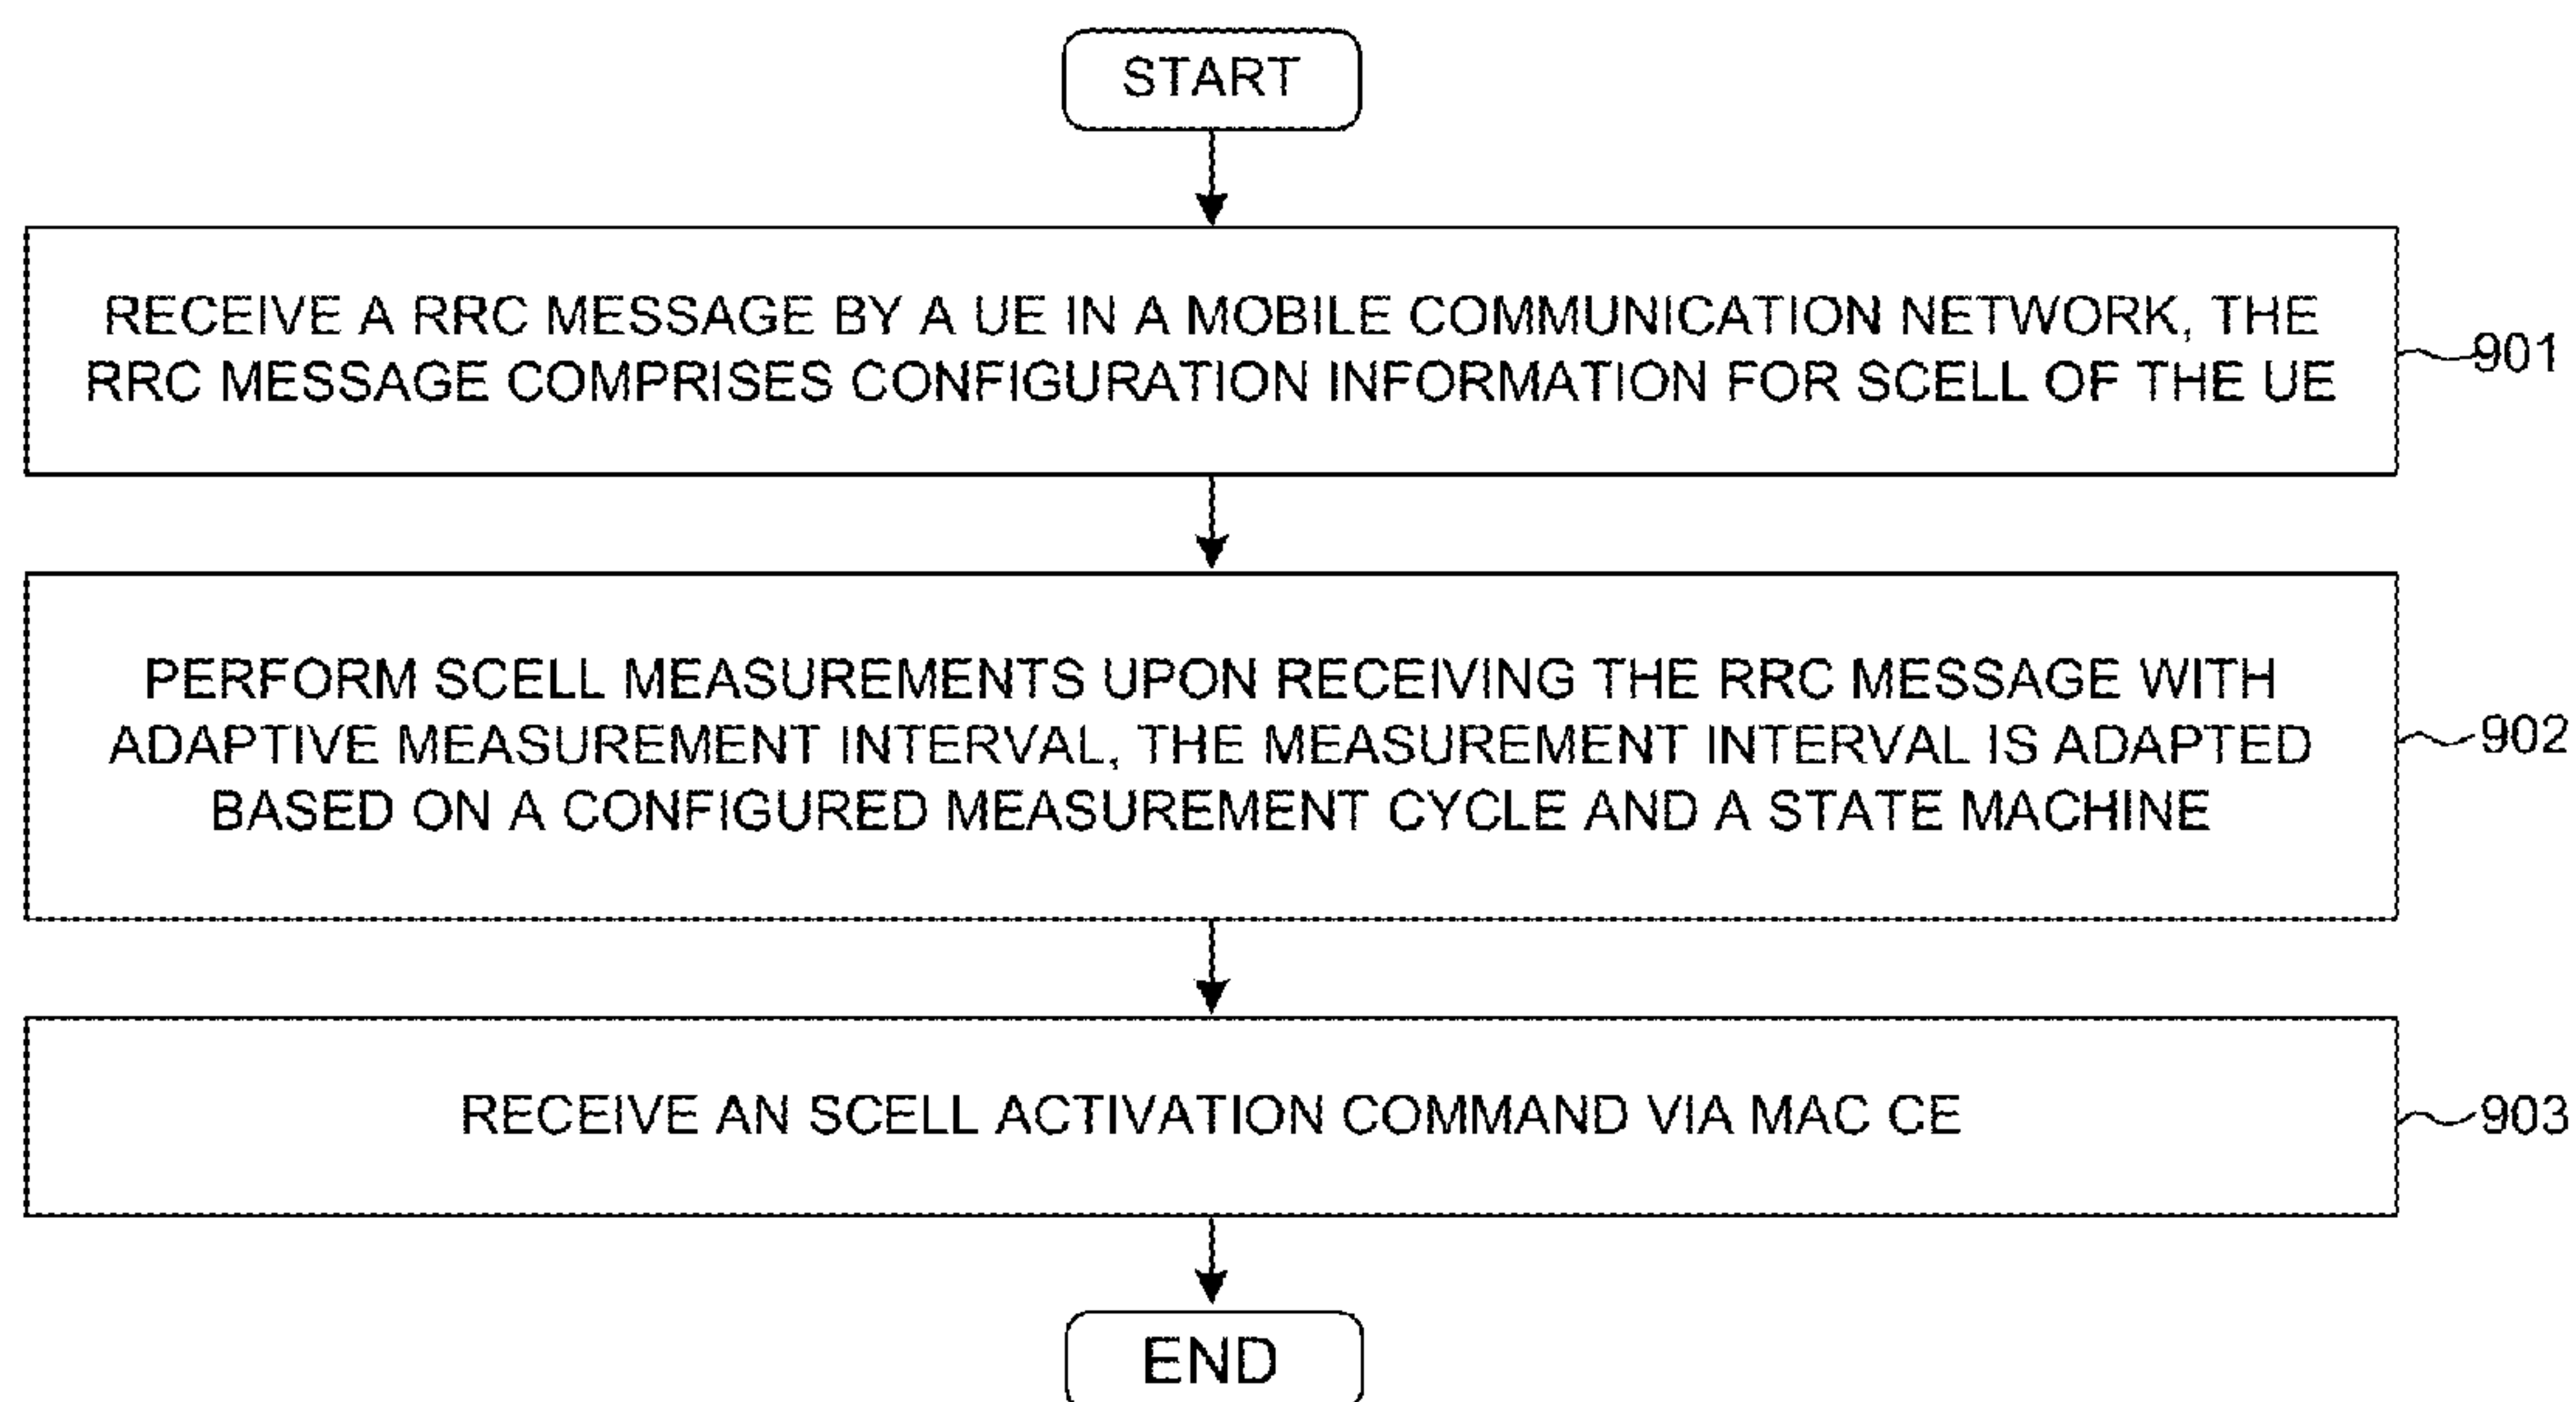 START
RECEIVE A RRC MESSAGE BY A UE IN A MOBILE COMMUNICATION NETWORK, THE
RRC MESSAGE COMPRISES CONFIGURATION INFORMATION FOR SCELL OF THE UE
901
PERFORM SCELL MEASUREMENTS UPON RECEIVING THE RRC MESSAGE WITH
ADAPTIVE MEASUREMENT INTERVAL, THE MEASUREMENT INTERVAL IS ADAPTED
BASED ON A CONFIGURED MEASUREMENT CYCLE AND A STATE MACHINE
902
RECEIVE AN SCELL ACTIVATION COMMAND VIA MAC CE
903
END